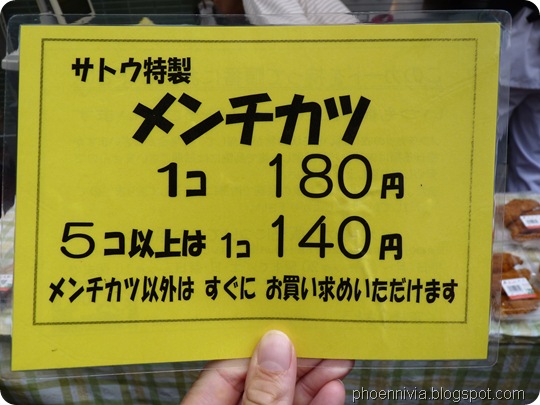 サトウ特製
メンチカツ
1コ 180円
5コ以上は 1コ 140円
メンチカツ以外は すぐに お買い求めいただけます
phoennivia.blogspot.com